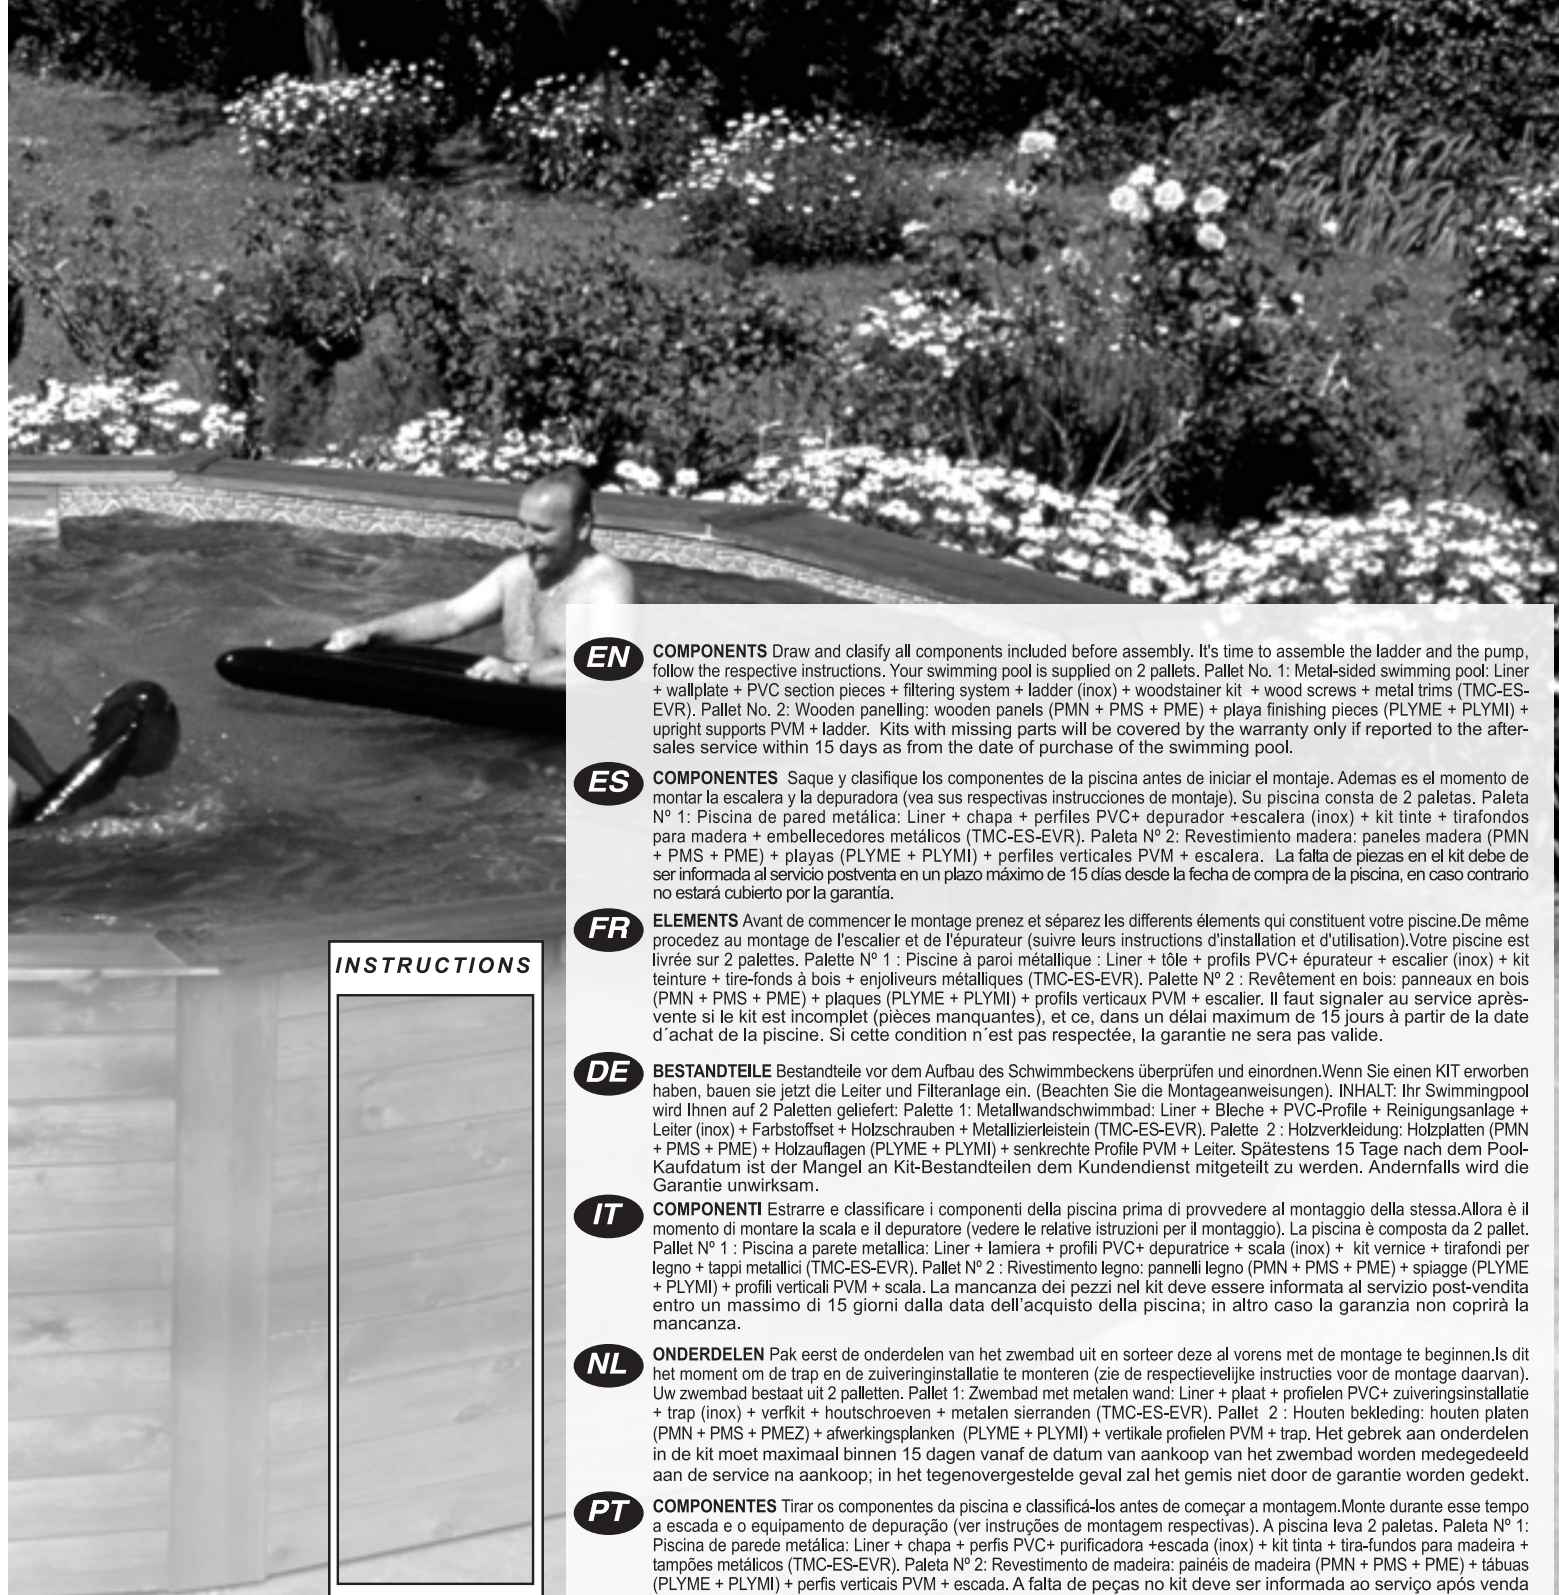 EN
COMPONENTS Draw and clasify all components included before assembly. It's time to assemble the ladder and the pump,
follow the respective instructions. Your swimming pool is supplied on 2 pallets. Pallet No. 1: Metal-sided swimming pool: Liner
+ wallplate + PVC section pieces + filtering system + ladder (inox) + woodstainer kit + wood screws + metal trims (TMC-ES-
EVR). Pallet No. 2: Wooden panelling: wooden panels (PMN + PMS + PME) + playa finishing pieces (PLYME + PLYMI) +
upright supports PVM + ladder. Kits with missing parts will be covered by the warranty only if reported to the after-
sales service within 15 days as from the date of purchase of the swimming pool.
ES
COMPONENTES Saque y clasifique los componentes de la piscina antes de iniciar el montaje. Ademas es el momento de
montar la escalera y la depuradora (vea sus respectivas instrucciones de montaje). Su piscina consta de 2 paletas. Paleta
Nº 1: Piscina de pared metálica: Liner + chapa + perfiles PVC+ depurador +escalera (inox) + kit tinte + tirafondos
para madera + embellecedores metálicos (TMC-ES-EVR). Paleta Nº 2: Revestimiento madera: paneles madera (PMN
+ PMS + PME) + playas (PLYME + PLYMI) + perfiles verticales PVM + escalera. La falta de piezas en el kit debe de
ser informada al servicio postventa en un plazo máximo de 15 días desde la fecha de compra de la piscina, en caso contrario
no estará cubierto por la garantía.
FR
ELEMENTS Avant de commencer le montage prenez et séparez les differents élements qui constituent votre piscine.De même
procedez au montage de l'escalier et de l'épurateur (suivre leurs instructions d'installation et d'utilisation).Votre piscine est
livrée sur 2 palettes. Palette Nº 1 : Piscine à paroi métallique : Liner + tôle + profils PVC+ épurateur + escalier (inox) + kit
teinture + tire-fonds à bois + enjoliveurs métalliques (TMC-ES-EVR). Palette Nº 2 : Revêtement en bois: panneaux en bois
(PMN + PMS + PME) + plaques (PLYME + PLYMI) + profils verticaux PVM + escalier. Il faut signaler au service après-
vente si le kit est incomplet (pièces manquantes), et ce, dans un délai maximum de 15 jours à partir de la date
d´achat de la piscine. Si cette condition n´est pas respectée, la garantie ne sera pas valide.
INSTRUCTIONS
DE
BESTANDTEILE Bestandteile vor dem Aufbau des Schwimmbeckens überprüfen und einordnen.Wenn Sie einen KIT erworben
haben, bauen sie jetzt die Leiter und Filteranlage ein. (Beachten Sie die Montageanweisungen). INHALT: Ihr Swimmingpool
wird Ihnen auf 2 Paletten geliefert: Palette 1: Metallwandschwimmbad: Liner + Bleche + PVC-Profile + Reinigungsanlage +
Leiter (inox) + Farbstoffset + Holzschrauben + Metallizierleistein (TMC-ES-EVR). Palette 2 : Holzverkleidung: Holzplatten (PMN
+ PMS + PME) + Holzauflagen (PLYME + PLYMI) + senkrechte Profile PVM + Leiter. Spätestens 15 Tage nach dem Pool-
Kaufdatum ist der Mangel an Kit-Bestandteilen dem Kundendienst mitgeteilt zu werden. Andernfalls wird die
Garantie unwirksam.
IT
COMPONENTI Estrarre e classificare i componenti della piscina prima di provvedere al montaggio della stessa.Allora è il
momento di montare la scala e il depuratore (vedere le relative istruzioni per il montaggio). La piscina è composta da 2 pallet.
Pallet Nº 1 : Piscina a parete metallica: Liner + lamiera + profili PVC+ depuratrice + scala (inox) + kit vernice + tirafondi per
legno + tappi metallici (TMC-ES-EVR). Pallet Nº 2 : Rivestimento legno: pannelli legno (PMN + PMS + PME) + spiagge (PLYME
+ PLYMI) + profili verticali PVM + scala. La mancanza dei pezzi nel kit deve essere informata al servizio post-vendita
entro un massimo di 15 giorni dalla data dell'acquisto della piscina; in altro caso la garanzia non coprirà la
mancanza.
NL
ONDERDELEN Pak eerst de onderdelen van het zwembad uit en sorteer deze al vorens met de montage te beginnen.Is dit
het moment om de trap en de zuiveringinstallatie te monteren (zie de respectievelijke instructies voor de montage daarvan).
Uw zwembad bestaat uit 2 palletten. Pallet 1: Zwembad met metalen wand: Liner + plaat + profielen PVC+ zuiveringsinstallatie
+ trap (inox) + verfkit + houtschroeven + metalen sierranden (TMC-ES-EVR). Pallet 2 : Houten bekleding: houten platen
(PMN + PMS + PMEZ) + afwerkingsplanken (PLYME + PLYMI) + vertikale profielen PVM + trap. Het gebrek aan onderdelen
in de kit moet maximaal binnen 15 dagen vanaf de datum van aankoop van het zwembad worden medegedeeld
aan de service na aankoop; in het tegenovergestelde geval zal het gemis niet door de garantie worden gedekt.
PT
COMPONENTES Tirar os componentes da piscina e classificá-los antes de começar a montagem.Monte durante esse tempo
a escada e o equipamento de depuração (ver instruções de montagem respectivas). A piscina leva 2 paletas. Paleta Nº 1:
Piscina de parede metálica: Liner + chapa + perfis PVC+ purificadora +escada (inox) + kit tinta + tira-fundos para madeira +
tampões metálicos (TMC-ES-EVR). Paleta Nº 2: Revestimento de madeira: painéis de madeira (PMN + PMS + PME) + tábuas
(PLYME + PLYMI) + perfis verticais PVM + escada. A falta de peças no kit deve ser informada ao serviço após venda